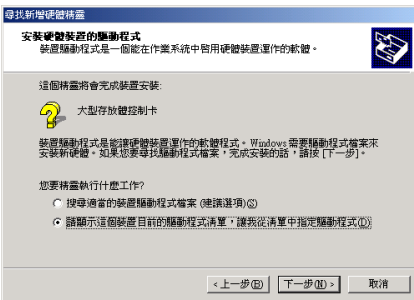 尋找新增硬體精靈
安裝硬體裝置的驅動程式
裝置驅動程式是一個能在作業系統中啓用硬體裝置運作的軟體。
這個精靈將會完成裝置安裝:
大型存放體控制卡
裝置驅動程式是能讓硬體裝置運作的軟體程式。Windows 需要驅動程式檔案來
安裝新硬體。如果您要尋找驅動程式檔案，完成安裝的話，請按 [下一步]。
您要精靈執行什麼工作?
搜尋適當的裝置驅動程式檔案 (建議選項)(S)
請顯示這個裝置目前的驅動程式清單，讓我從清單中指定驅動程式(D)
< 上一步(B) 下一步(N) > 取消